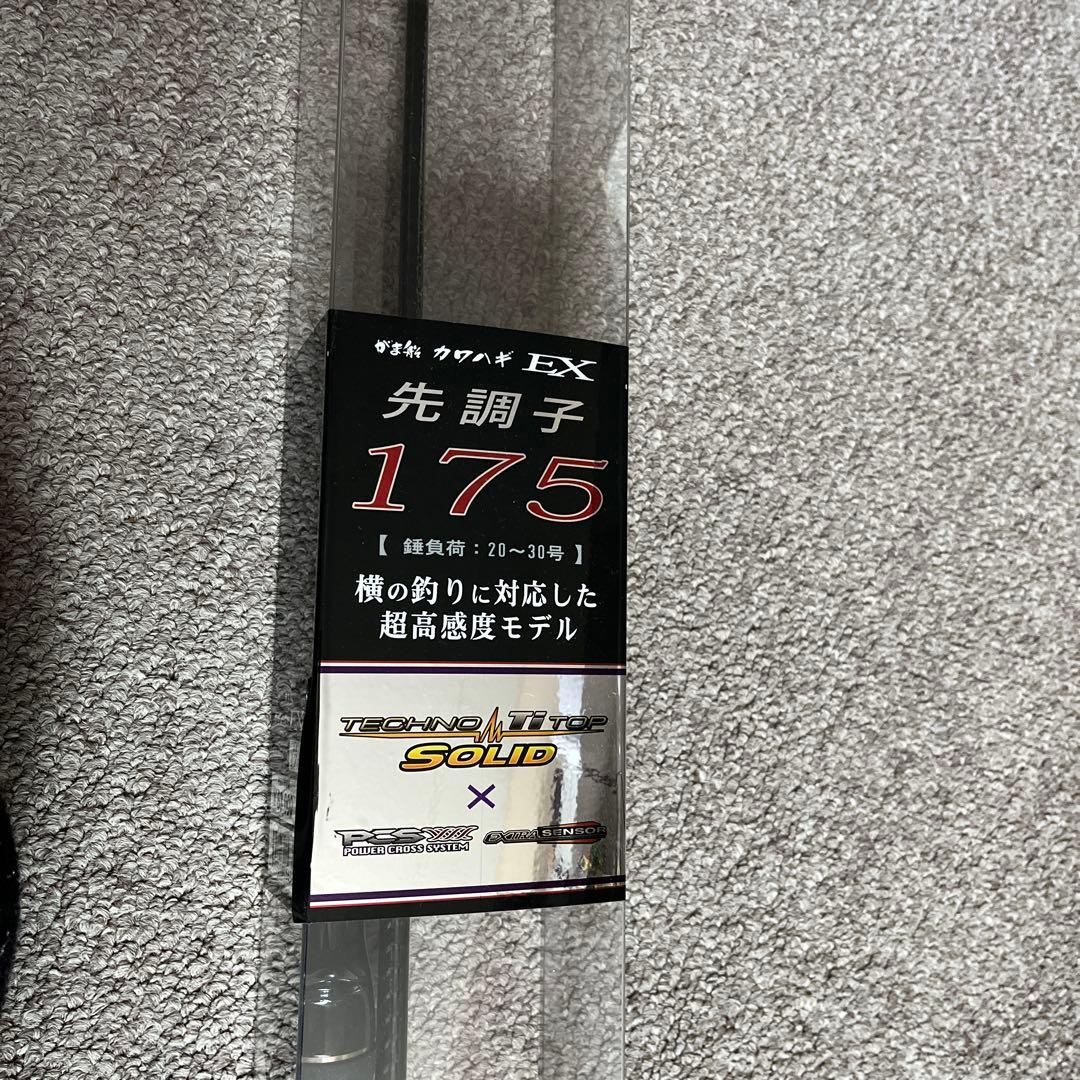 がま船 カワハギ EX
先調子
175
【 錘負荷：20〜30号 】
横の釣りに対応した
超高感度モデル
TECHNO Ti TOP
SOLID
×
PCS EXTRA SENSOR
POWER CROSS SYSTEM